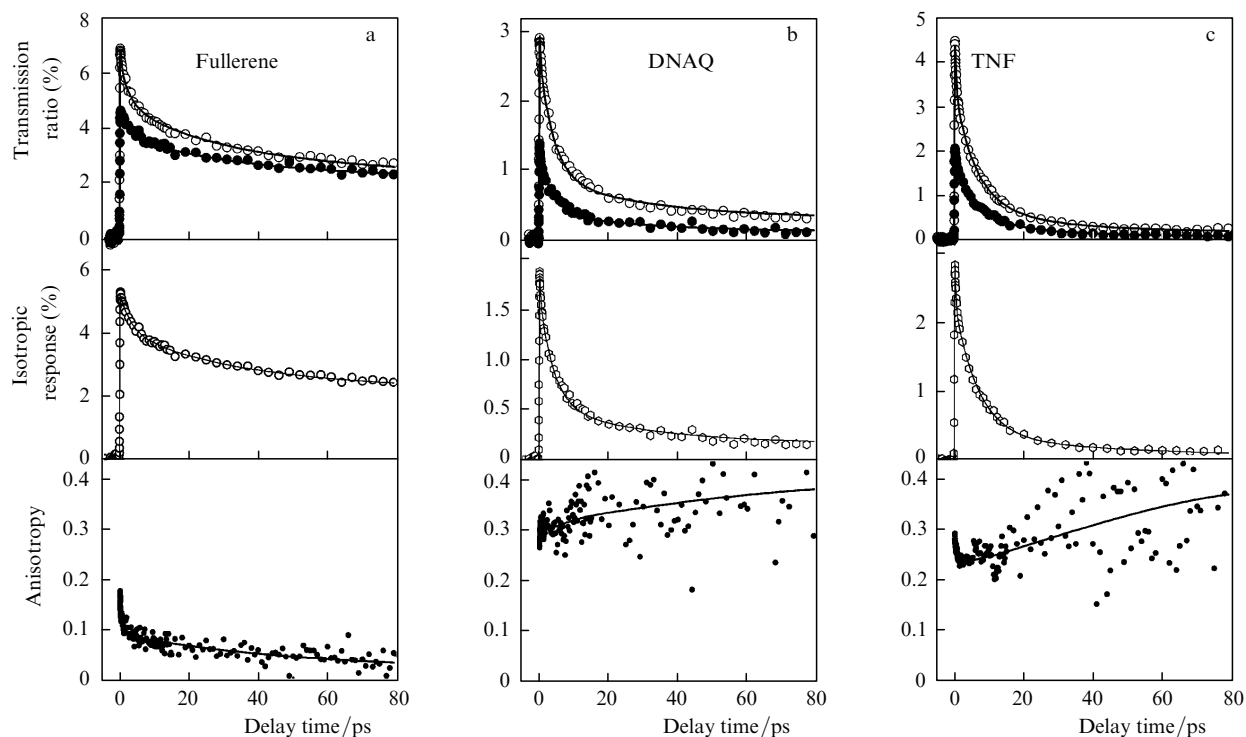 a
Fullerene
Transmission
ratio (%)
8
6
4
2
0
Isotropic
response (%)
6
4
2
0
Anisotropy
0.4
0.3
0.2
0.1
0
0 20 40 60 80
Delay time/ps
b
DNAQ
3
2
1
0
1.5
1.0
0.5
0
0.4
0.3
0.2
0.1
0
0 20 40 60 80
Delay time/ps
c
TNF
5
4
3
2
1
0
2
1
0
0.4
0.3
0.2
0.1
0
0 20 40 60 80
Delay time/ps